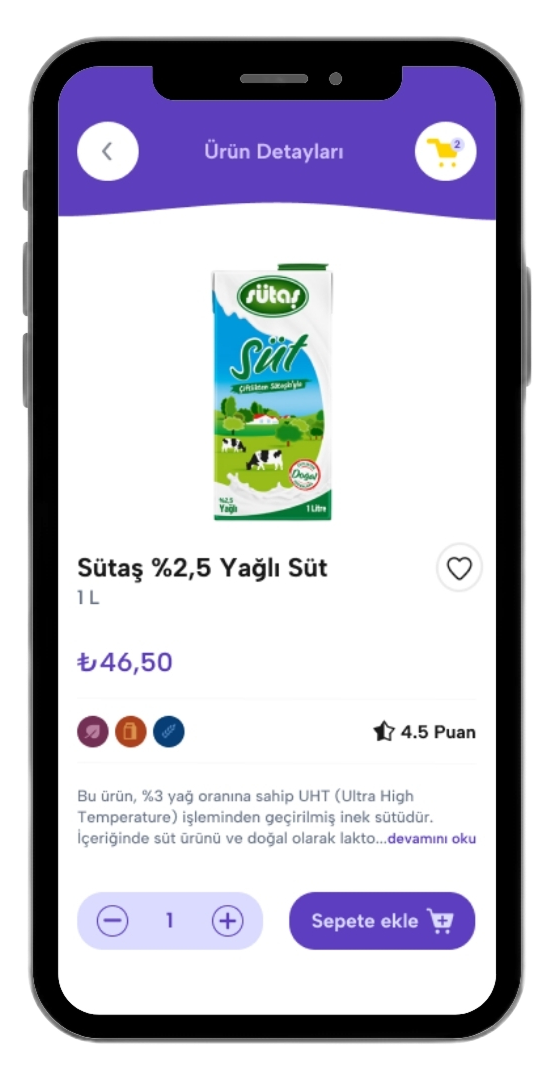 Ürün Detayları
2
sütaş
Süt
Çiftlikten Sütaşiçiyle
Doğal
%2,5
Yağlı
1 Litre
Sütaş %2,5 Yağlı Süt
1 L
₺46,50
4.5 Puan
Bu ürün, %3 yağ oranına sahip UHT (Ultra High
Temperature) işleminden geçirilmiş inek sütüdür.
İçeriğinde süt ürünü ve doğal olarak lakto...devamını oku
1
Sepete ekle